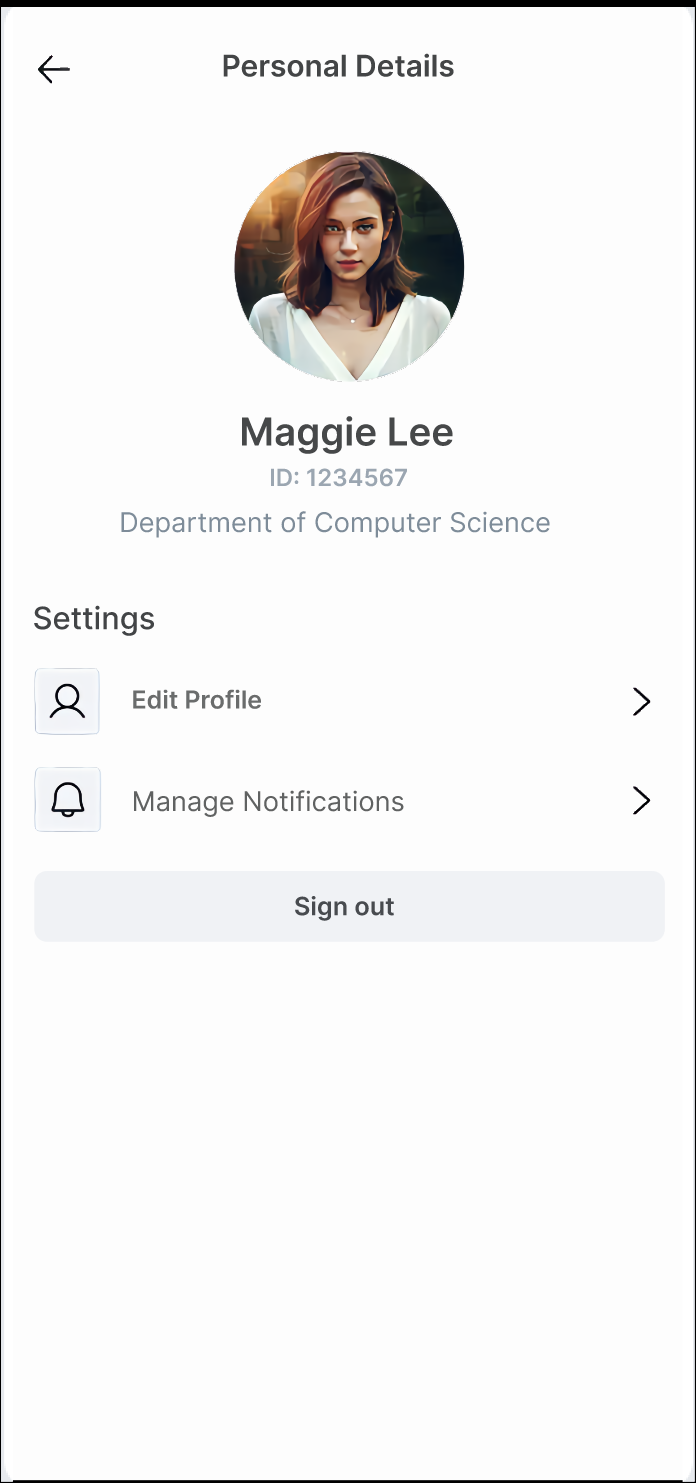 Personal Details
Maggie Lee
ID: 1234567
Department of Computer Science
Settings
Edit Profile
Manage Notifications
Sign out